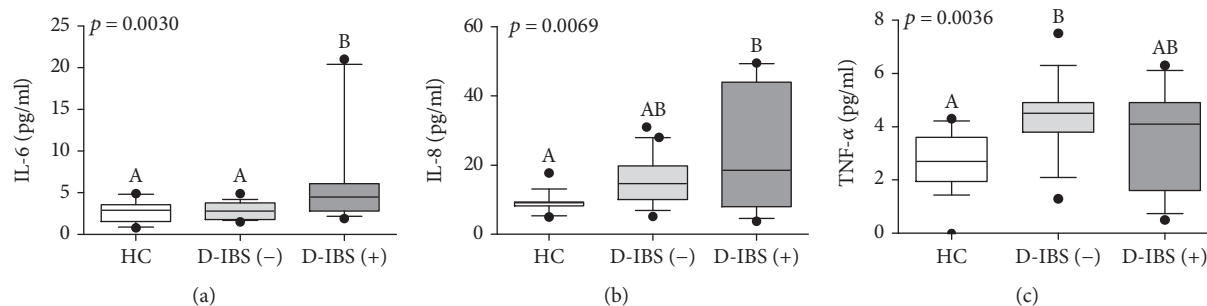 p = 0.0030
IL-6 (pg/ml)
25
20
15
10
5
0
A
A
B
HC
D-IBS (−)
D-IBS (+)
(a)
p = 0.0069
IL-8 (pg/ml)
60
40
20
0
A
AB
B
HC
D-IBS (−)
D-IBS (+)
(b)
p = 0.0036
TNF-α (pg/ml)
8
6
4
2
0
A
B
AB
HC
D-IBS (−)
D-IBS (+)
(c)